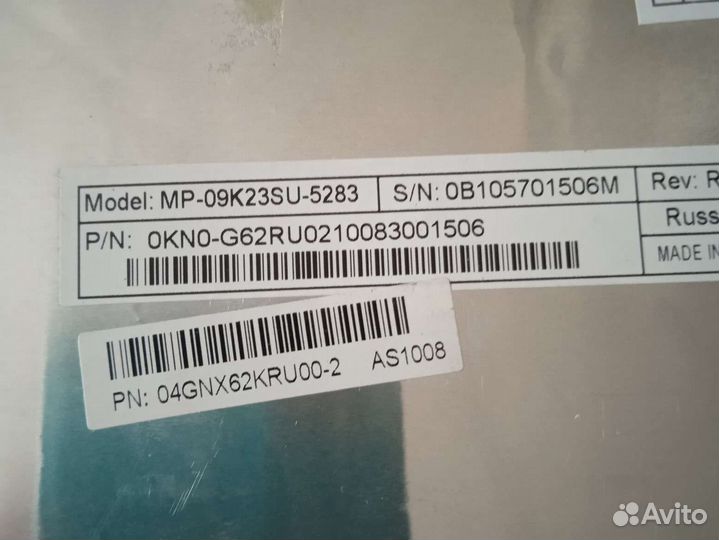 Model: MP-09K23SU-5283 S/N: 0B105701506M Rev: R
P/N: 0KN0-G62RU0210083001506 Russ
MADE IN
PN: 04GNX62KRU00-2 AS1008
Avito